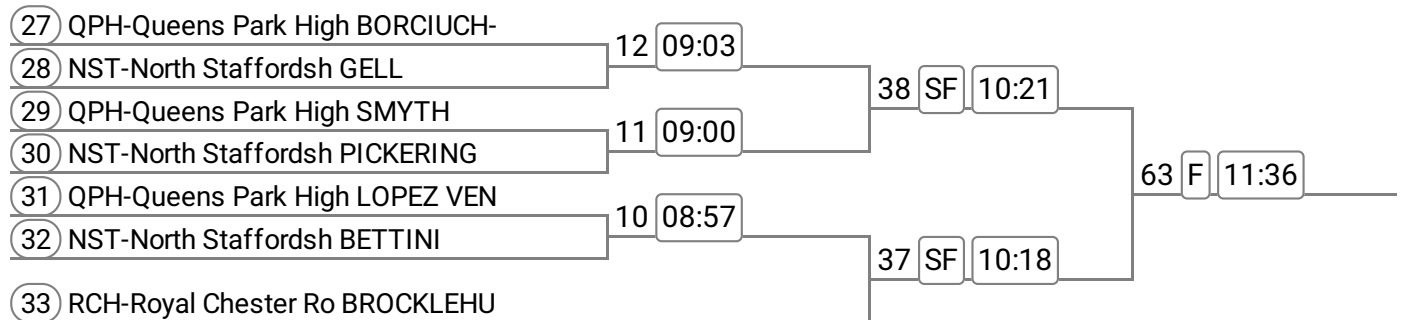 27 QPH-Queens Park High BORCIUCH-
12 09:03
28 NST-North Staffordsh GELL
38 SF 10:21
29 QPH-Queens Park High SMYTH
11 09:00
30 NST-North Staffordsh PICKERING
63 F 11:36
31 QPH-Queens Park High LOPEZ VEN
10 08:57
32 NST-North Staffordsh BETTINI
37 SF 10:18
33 RCH-Royal Chester Ro BROCKLEHU